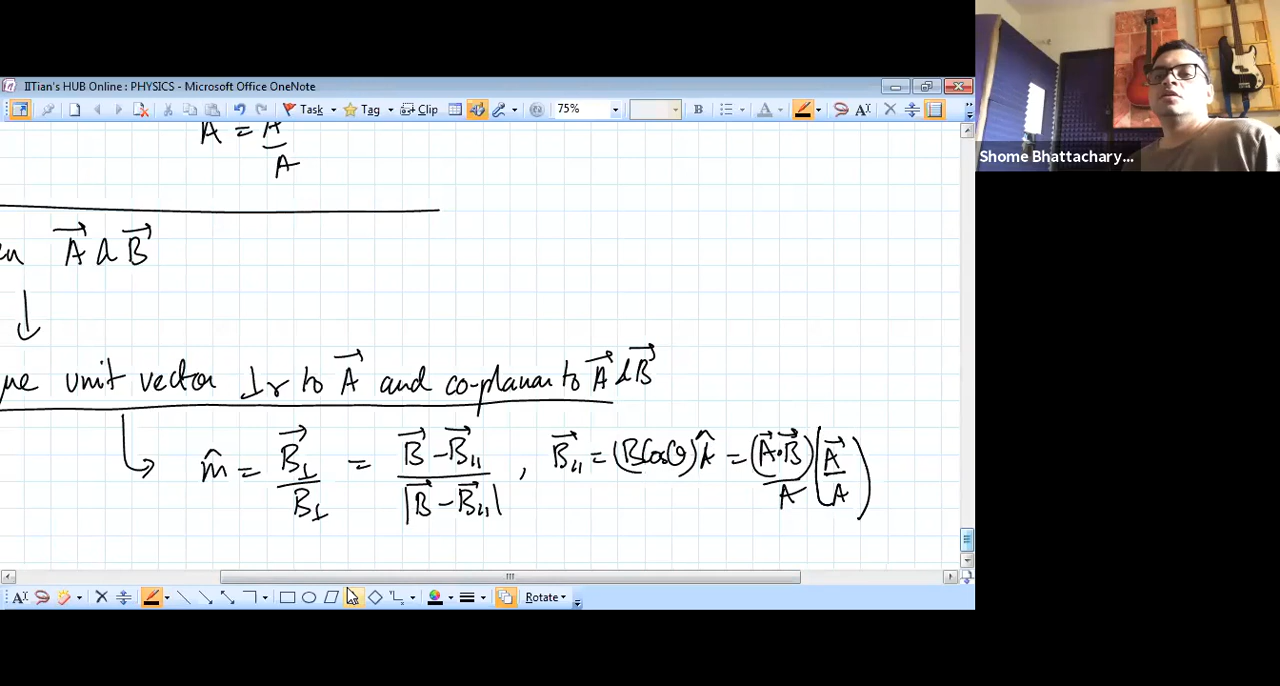 IITian's HUB Online : PHYSICS - Microsoft Office OneNote
Task Tag Clip 75% B A
Â = A⃗ / A
A⃗ & B⃗
unit vector ⊥r to A⃗ and co-planar to A⃗ & B⃗
m̂ = B⃗⊥ / B⊥ = (B⃗ - B⃗||) / |B⃗ - B⃗||| , B⃗|| = (B cosθ) Â = (A⃗·B⃗) / A (A⃗ / A)
Rotate
Shome Bhattachary...